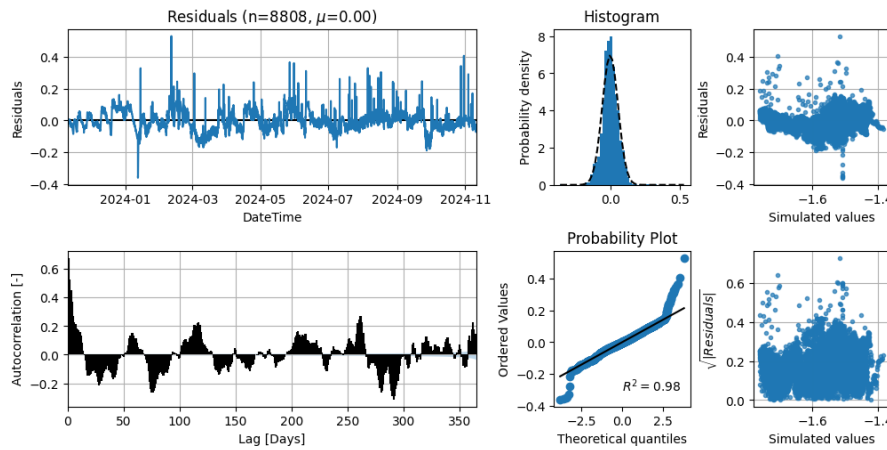 Residuals (n=8808, μ=0.00)
Residuals
0.4
0.2
0.0
−0.2
−0.4
2024-01 2024-03 2024-05 2024-07 2024-09 2024-11
DateTime
Histogram
Probability density
8
6
4
2
0
0.0 0.5
Residuals
0.4
0.2
0.0
−0.2
−0.4
−1.6 −1.4
Simulated values
Autocorrelation [-]
0.6
0.4
0.2
0.0
−0.2
0 50 100 150 200 250 300 350
Lag [Days]
Probability Plot
Ordered Values
0.4
0.2
0.0
−0.2
−0.4
R² = 0.98
−2.5 0.0 2.5
Theoretical quantiles
√|Residuals|
0.6
0.4
0.2
0.0
−1.6 −1.4
Simulated values